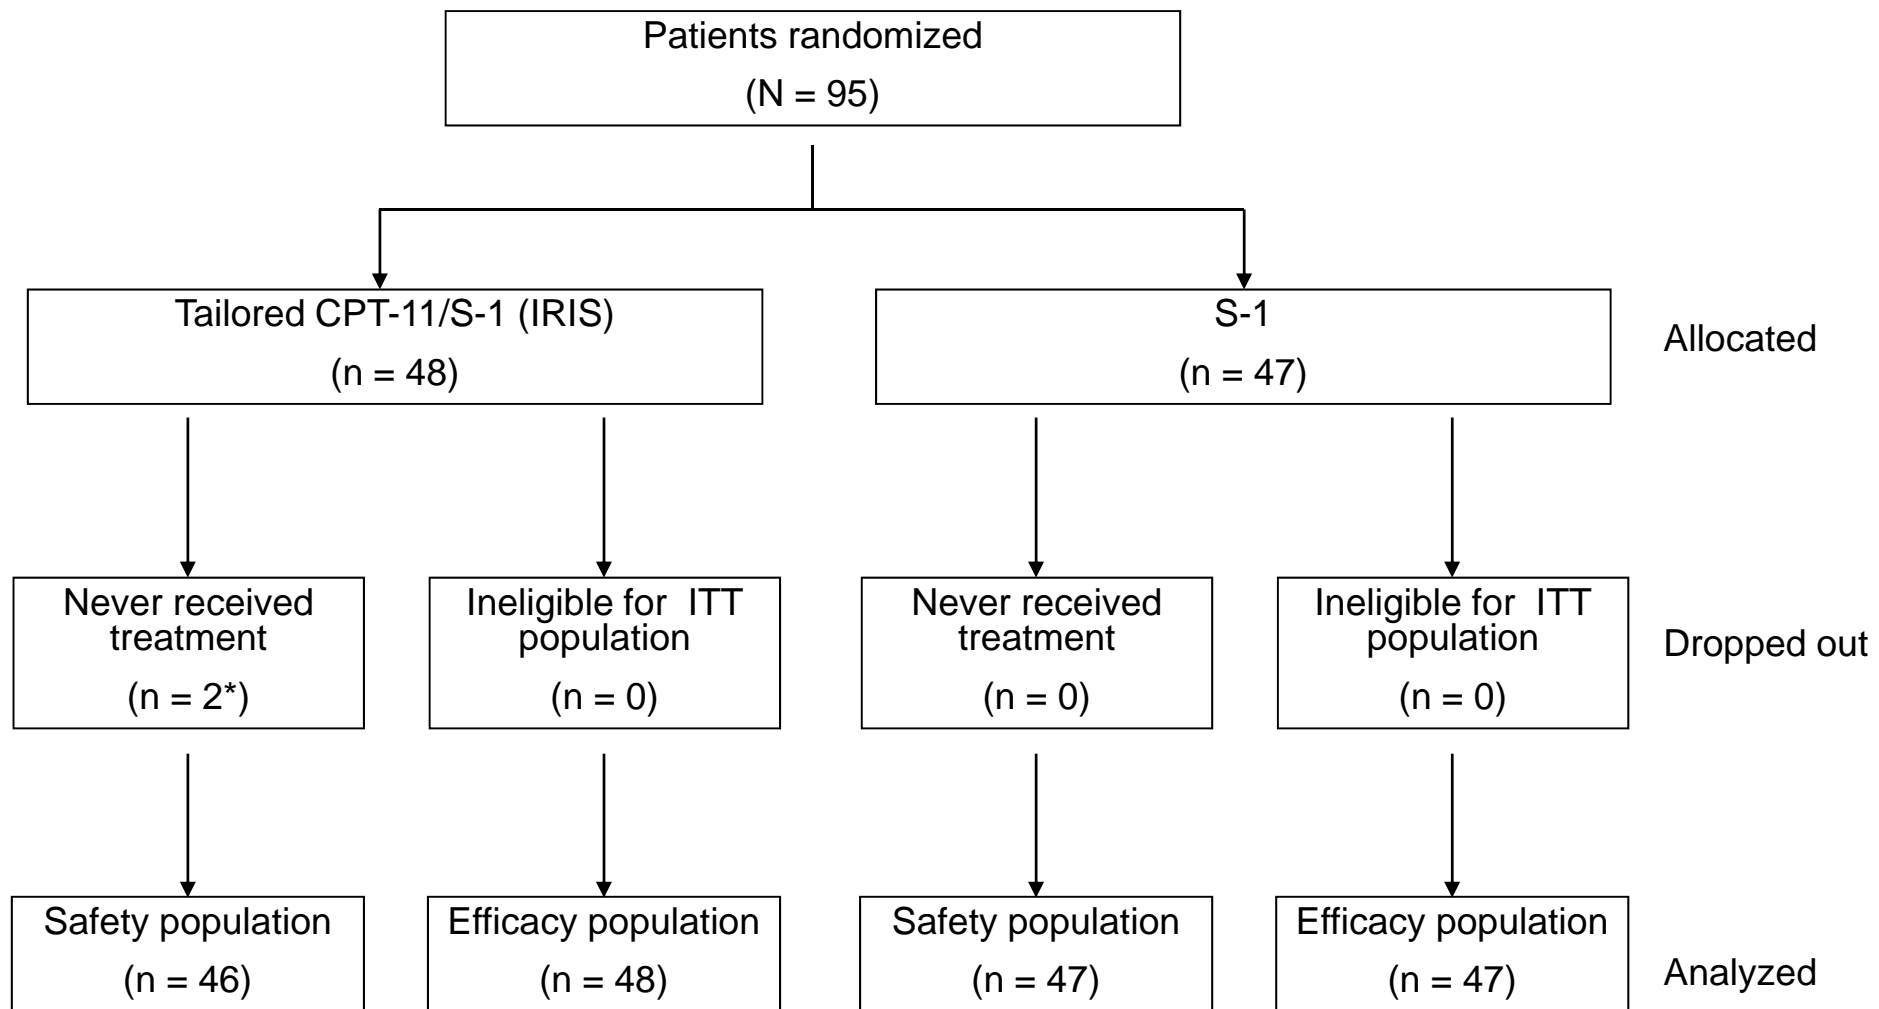 Patients randomized
(N = 95)
Tailored CPT-11/S-1 (IRIS)
(n = 48)
S-1
(n = 47)
Allocated
Never received
treatment
(n = 2*)
Ineligible for ITT
population
(n = 0)
Never received
treatment
(n = 0)
Ineligible for ITT
population
(n = 0)
Dropped out
Safety population
(n = 46)
Efficacy population
(n = 48)
Safety population
(n = 47)
Efficacy population
(n = 47)
Analyzed